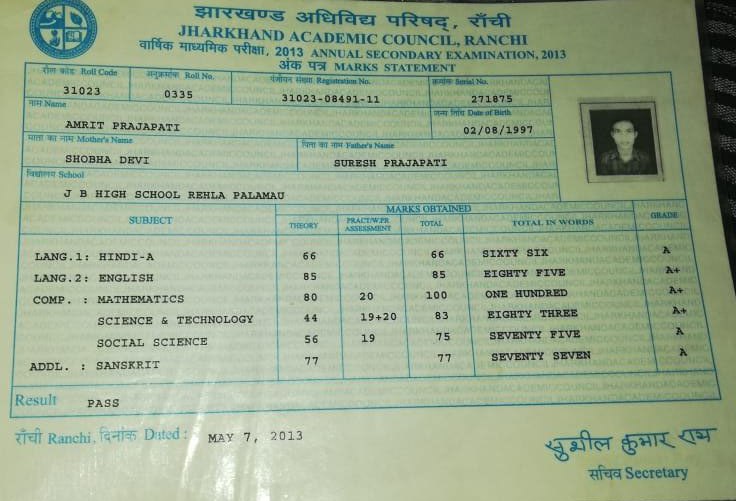 झारखण्ड अधिविद्य परिषद्, राँची
JHARKHAND ACADEMIC COUNCIL, RANCHI
वार्षिक माध्यमिक परीक्षा, 2013 ANNUAL SECONDARY EXAMINATION, 2013
अंक पत्र MARKS STATEMENT
रौल कोड Roll Code अनुक्रमांक Roll No. पंजीयन संख्या Registration No. क्रमांक Serial No.
31023 0335 31023-08491-11 271875
नाम Name जन्म तिथि Date of Birth
AMRIT PRAJAPATI 02/08/1997
माता का नाम Mother's Name पिता का नाम Father's Name
SHOBHA DEVI SURESH PRAJAPATI
विद्यालय School
J B HIGH SCHOOL REHLA PALAMAU
SUBJECT MARKS OBTAINED GRADE
THEORY PRACT/W.PR ASSESSMENT TOTAL TOTAL IN WORDS
LANG.1: HINDI-A 66 66 SIXTY SIX A
LANG.2: ENGLISH 85 85 EIGHTY FIVE A+
COMP. : MATHEMATICS 80 20 100 ONE HUNDRED A+
SCIENCE & TECHNOLOGY 44 19+20 83 EIGHTY THREE A+
SOCIAL SCIENCE 56 19 75 SEVENTY FIVE A
ADDL. : SANSKRIT 77 77 SEVENTY SEVEN A
Result PASS
राँची Ranchi, दिनांक Dated : MAY 7, 2013
सुशील कुमार राय
सचिव Secretary